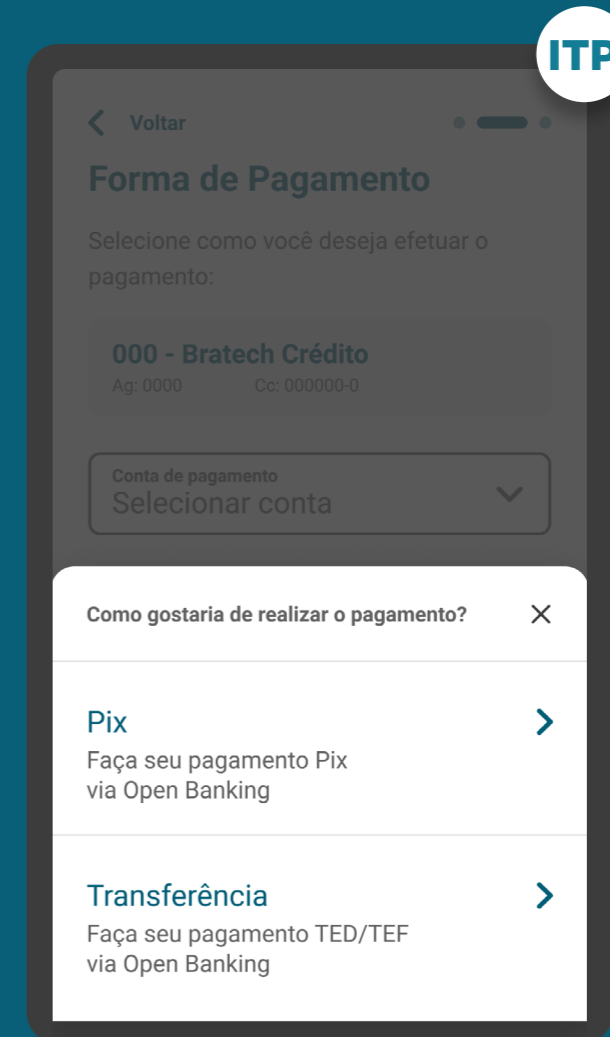 ITP
Voltar
Forma de Pagamento
Selecione como você deseja efetuar o
pagamento:
000 - Bratech Crédito
Ag: 0000 Cc: 000000-0
Conta de pagamento
Selecionar conta
Como gostaria de realizar o pagamento?
Pix
Faça seu pagamento Pix
via Open Banking
Transferência
Faça seu pagamento TED/TEF
via Open Banking